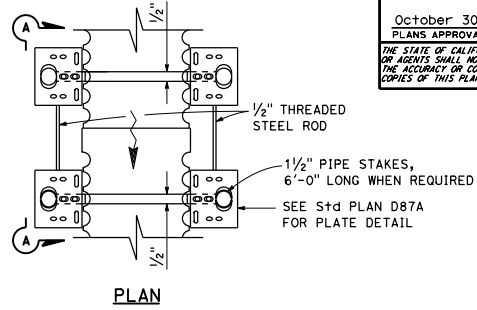 October 30
PLANS APPROVA
THE STATE OF CALIF
OR AGENTS SHALL NO
THE ACCURACY OR CO
COPIES OF THIS PLA
A
1/2"
1/2" THREADED
STEEL ROD
1 1/2" PIPE STAKES,
6'-0" LONG WHEN REQUIRED
SEE Std PLAN D87A
FOR PLATE DETAIL
A
1/2"
PLAN